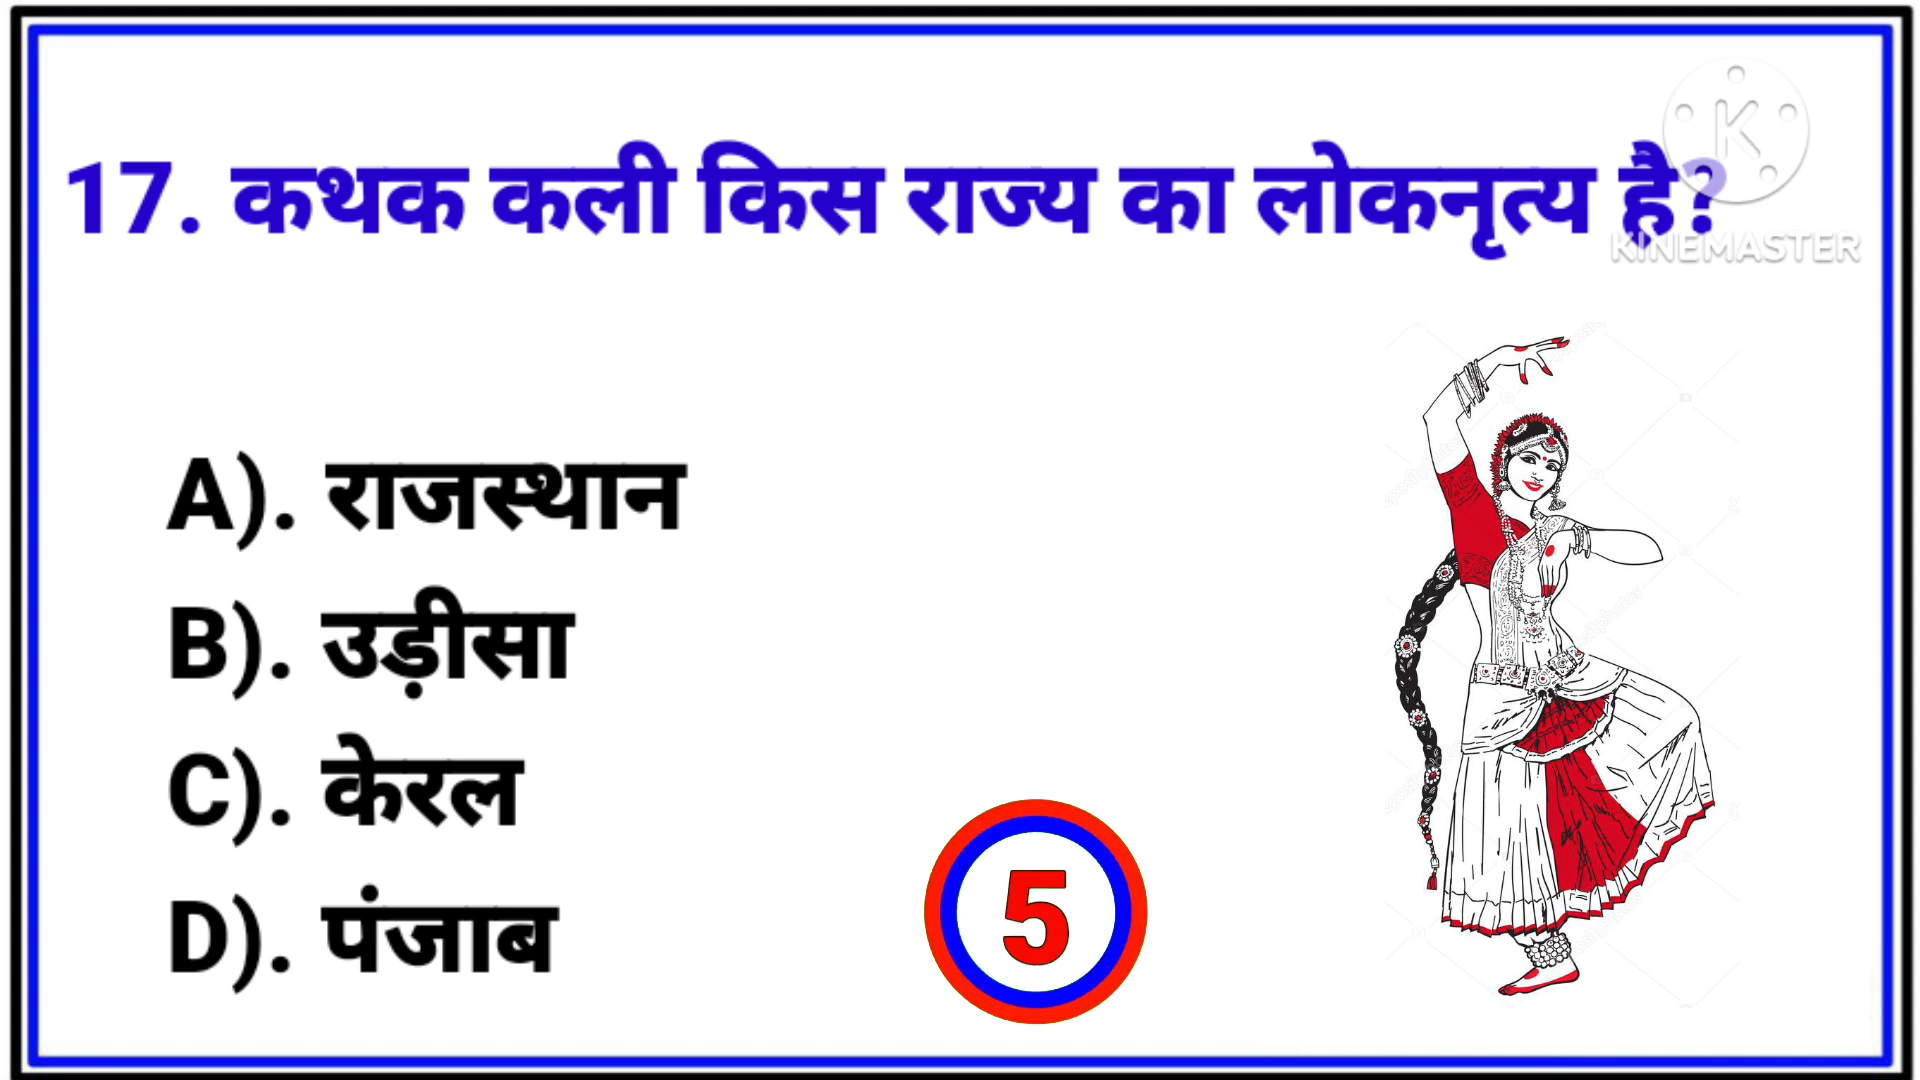 17. कथक कली किस राज्य का लोकनृत्य है?
K
KINEMASTER
A). राजस्थान
B). उड़ीसा
C). केरल
D). पंजाब
5